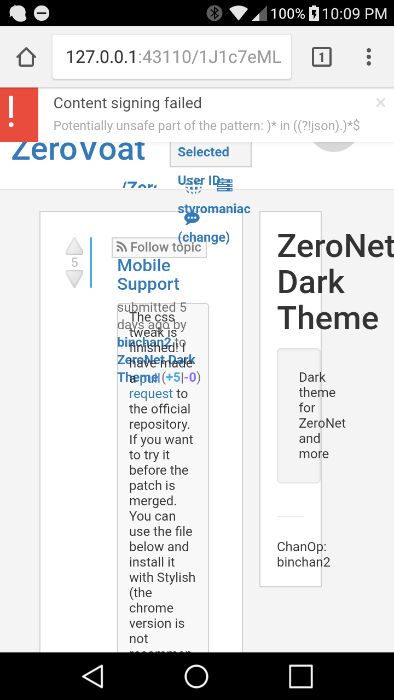 100% 10:09 PM
127.0.0.1:43110/1J1c7eML
1
Content signing failed
Potentially unsafe part of the pattern: )* in ((?!json).)*$
ZeroVoat
Selected
User ID:
styromaniac
(change)
5
Follow topic
Mobile
Support
submitted 5
days ago by
binchan2 to
ZeroNet Dark
Theme (+5|-0)
The css
tweak is
finished! I
have made
a pull
request to
the official
repository.
If you want
to try it
before the
patch is
merged.
You can
use the file
below and
install it
with Stylish
(the
chrome
version is
not
ZeroNet
Dark
Theme
Dark
theme
for
ZeroNet
and
more
ChanOp:
binchan2